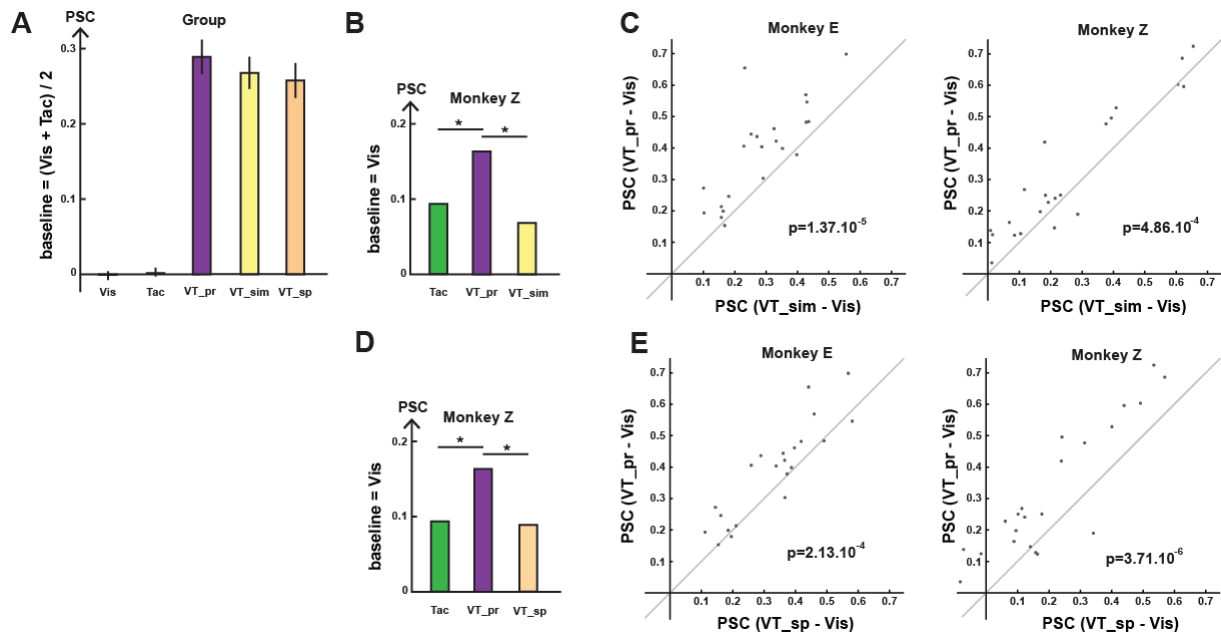 A
PSC
Group
baseline = (Vis + Tac) / 2
0.3
0.2
0.1
0
Vis Tac VT_pr VT_sim VT_sp
B
PSC
Monkey Z
baseline = Vis
0.2
0.1
0
* *
Tac VT_pr VT_sim
C
Monkey E
PSC (VT_pr - Vis)
0.7
0.6
0.5
0.4
0.3
0.2
0.1
p=1.37.10-5
0.1 0.2 0.3 0.4 0.5 0.6 0.7
PSC (VT_sim - Vis)
Monkey Z
PSC (VT_pr - Vis)
0.7
0.6
0.5
0.4
0.3
0.2
0.1
p=4.86.10-4
0.1 0.2 0.3 0.4 0.5 0.6 0.7
PSC (VT_sim - Vis)
D
PSC
Monkey Z
baseline = Vis
0.2
0.1
0
* *
Tac VT_pr VT_sp
E
Monkey E
PSC (VT_pr - Vis)
0.7
0.6
0.5
0.4
0.3
0.2
0.1
p=2.13.10-4
0.1 0.2 0.3 0.4 0.5 0.6 0.7
PSC (VT_sp - Vis)
Monkey Z
PSC (VT_pr - Vis)
0.7
0.6
0.5
0.4
0.3
0.2
0.1
p=3.71.10-6
0.1 0.2 0.3 0.4 0.5 0.6 0.7
PSC (VT_sp - Vis)